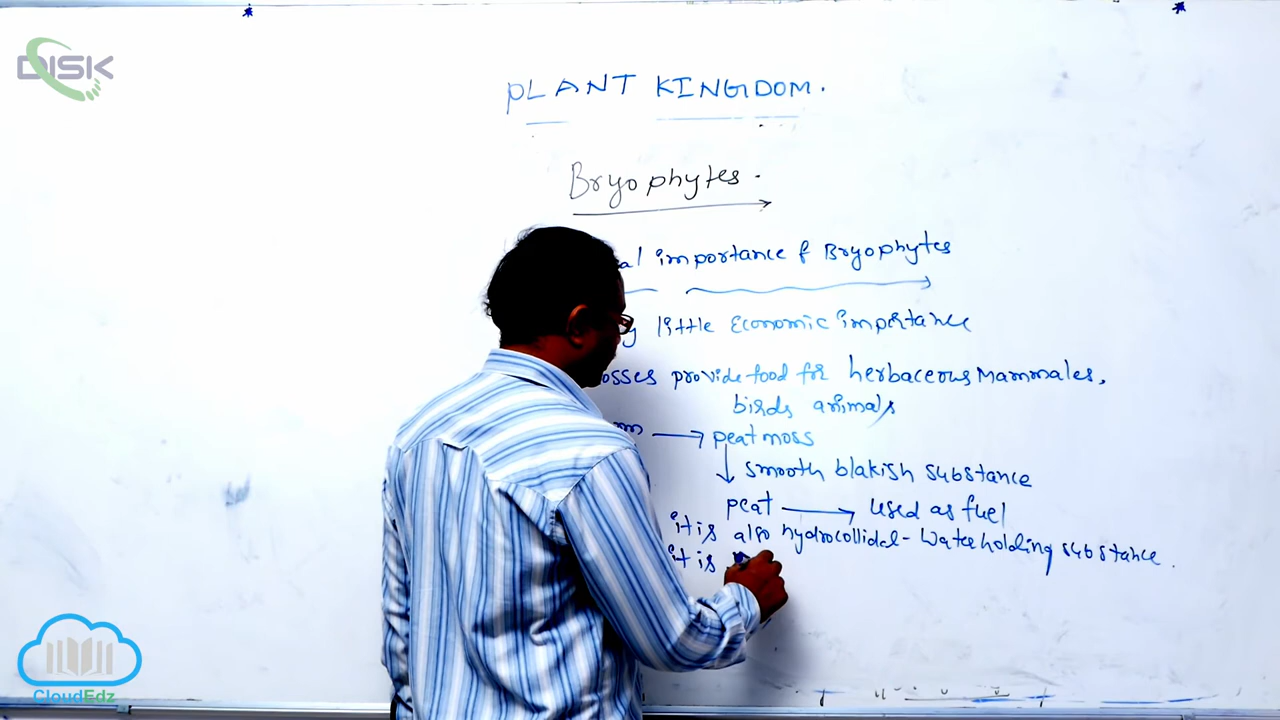 DISK
PLANT KINGDOM.
Bryophytes.
importance of Bryophytes
little Economic importance
osses provide food for herbaceous Mammales,
birds animals
→ peat moss
↓ smooth blakish substance
peat → used as fuel
it is also hydrocollidal - Water holding substance.
it is
CloudEdz